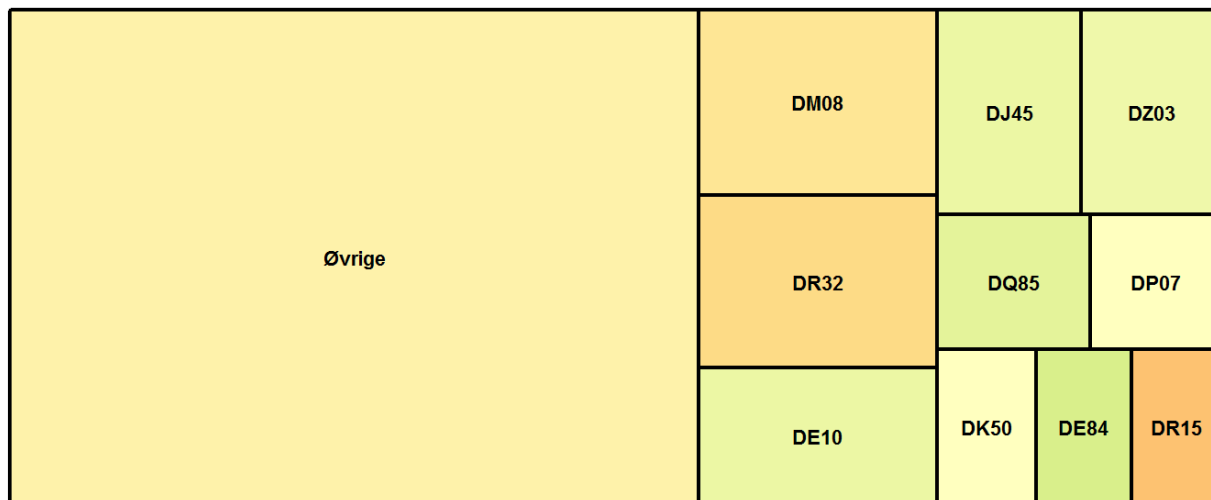 Øvrige
DM08
DR32
DE10
DJ45
DZ03
DQ85
DP07
DK50
DE84
DR15